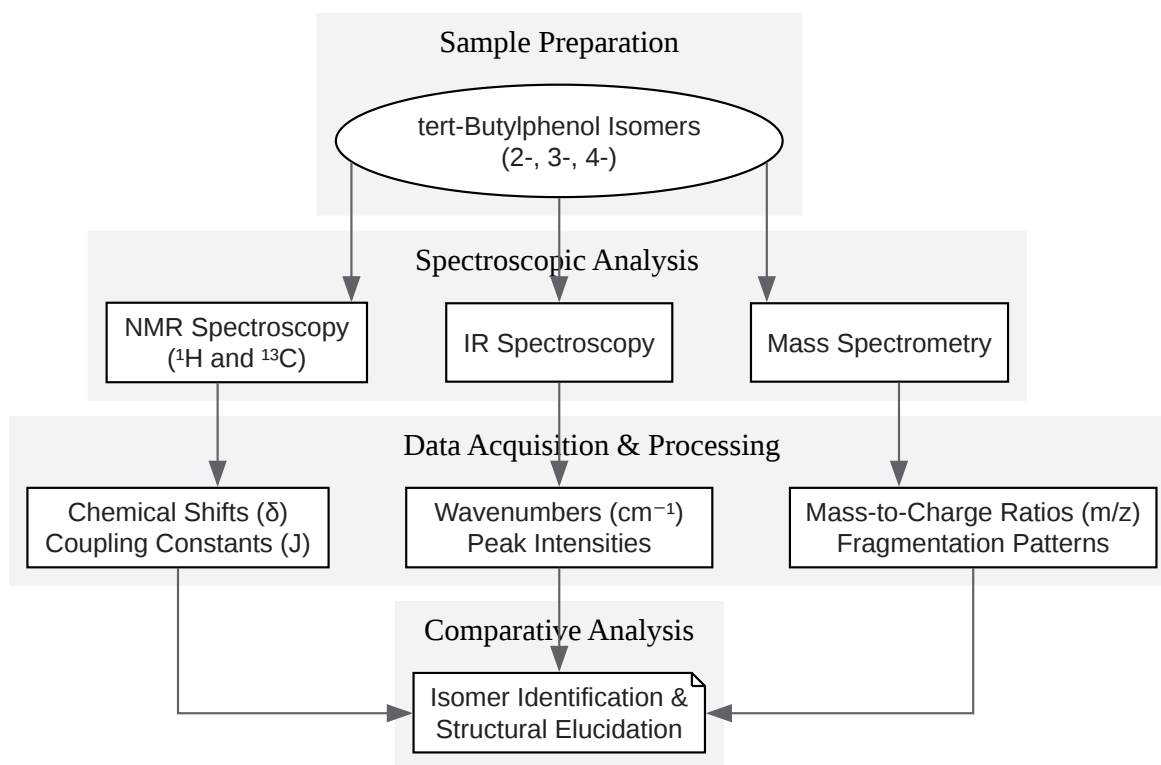 Sample Preparation
tert-Butylphenol Isomers
(2-, 3-, 4-)
Spectroscopic Analysis
NMR Spectroscopy
(¹H and ¹³C)
IR Spectroscopy
Mass Spectrometry
Data Acquisition & Processing
Chemical Shifts (δ)
Coupling Constants (J)
Wavenumbers (cm⁻¹)
Peak Intensities
Mass-to-Charge Ratios (m/z)
Fragmentation Patterns
Comparative Analysis
Isomer Identification &
Structural Elucidation